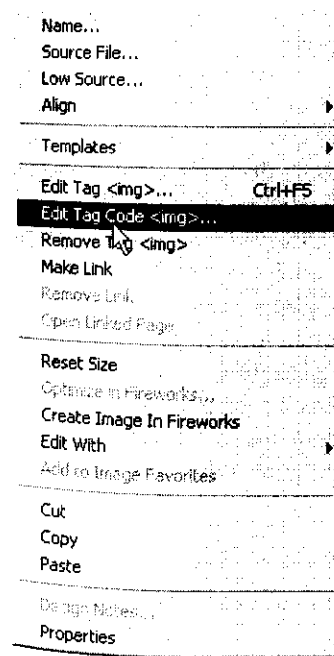 Name...
Source File...
Low Source...
Align
Templates
Edit Tag <img>... Ctrl+F5
Edit Tag Code <img>...
Remove Tag <img>
Make Link
Remove Link
Open Linked Page
Reset Size
Optimize in Fireworks...
Create Image In Fireworks
Edit With
Add to Image Favorites
Cut
Copy
Paste
Design Notes...
Properties